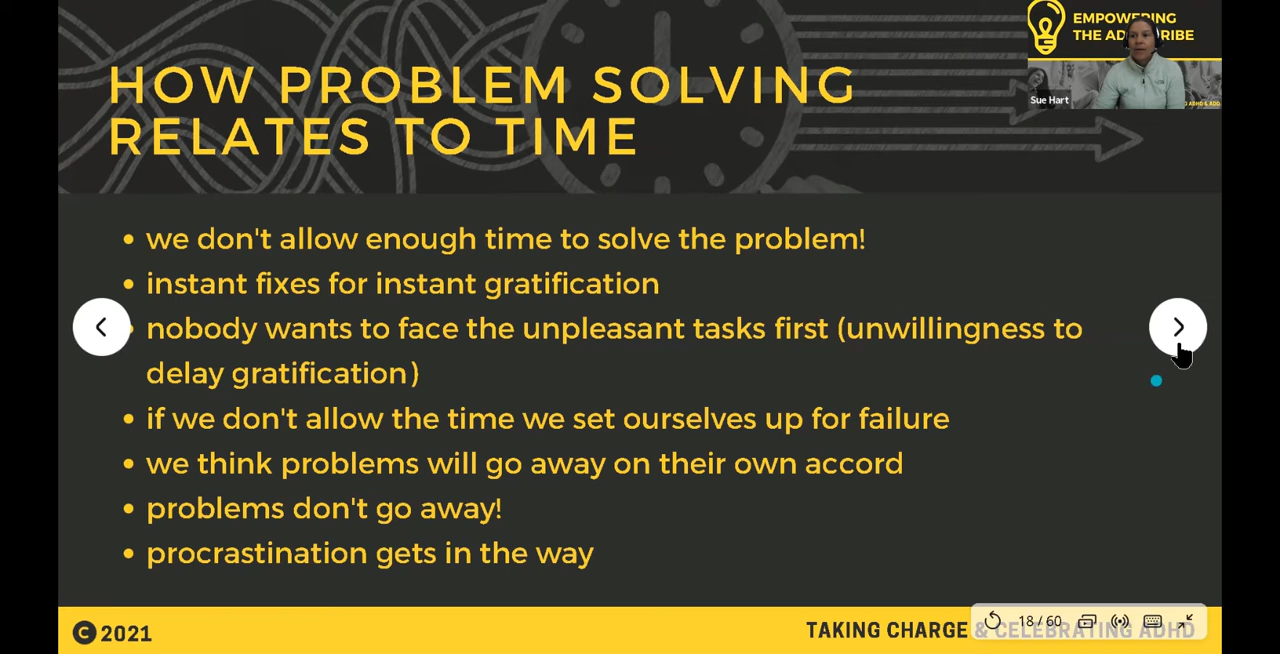 EMPOWERING
THE AD RIBE
HOW PROBLEM SOLVING
RELATES TO TIME
Sue Hart
D ADHD & ADD
• we don't allow enough time to solve the problem!
• instant fixes for instant gratification
nobody wants to face the unpleasant tasks first (unwillingness to
delay gratification)
• if we don't allow the time we set ourselves up for failure
• we think problems will go away on their own accord
• problems don't go away!
• procrastination gets in the way
© 2021
TAKING CHARGE & CELEBRATING ADHD
18 / 60